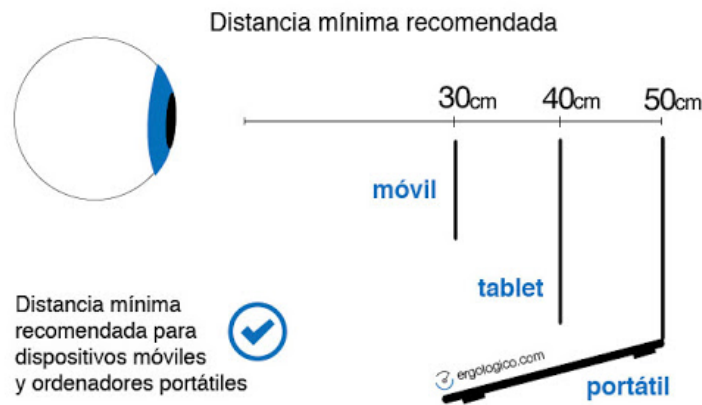 Distancia mínima recomendada
30cm
40cm
50cm
móvil
tablet
Distancia mínima
recomendada para
dispositivos móviles
y ordenadores portátiles
ergologico.com
portátil